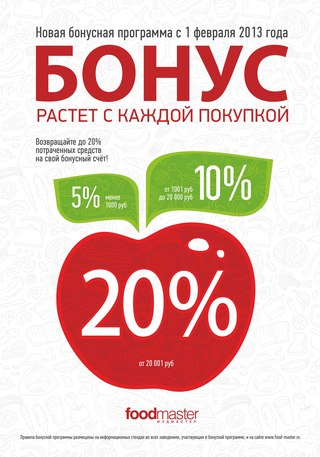 Новая бонусная программа с 1 февраля 2013 года
БОНУС
РАСТЕТ С КАЖДОЙ ПОКУПКОЙ
Возвращайте до 20%
потраченных средств
на свой бонусный счёт!
5% менее
1000 руб
от 1001 руб
до 20 000 руб 10%
20%
от 20 001 руб
foodmaster
фудмастер
Правила бонусной программы размещены на информационных стендах во всех заведениях, участвующих в бонусной программе, и на сайте www.food-master.ru